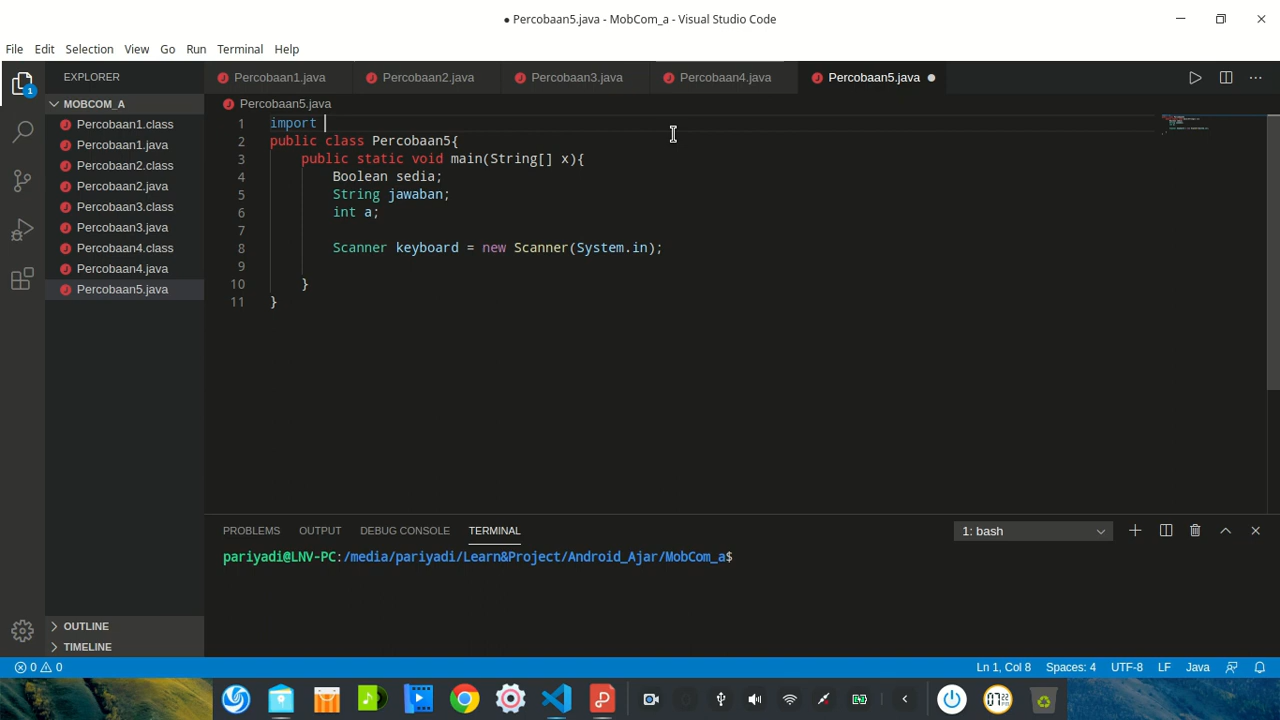 ● Percobaan5.java - MobCom_a - Visual Studio Code
File Edit Selection View Go Run Terminal Help
EXPLORER
MOBCOM_A
Percobaan1.class
Percobaan1.java
Percobaan2.class
Percobaan2.java
Percobaan3.class
Percobaan3.java
Percobaan4.class
Percobaan4.java
Percobaan5.java
OUTLINE
TIMELINE
1
Percobaan1.java Percobaan2.java Percobaan3.java Percobaan4.java Percobaan5.java ●
Percobaan5.java
1 import
2 public class Percobaan5{
3 public static void main(String[] x){
4 Boolean sedia;
5 String jawaban;
6 int a;
7
8 Scanner keyboard = new Scanner(System.in);
9
10 }
11 }
PROBLEMS OUTPUT DEBUG CONSOLE TERMINAL 1: bash
pariyadi@LNV-PC:/media/pariyadi/Learn&Project/Android_Ajar/MobCom_a$
0 0 Ln 1, Col 8 Spaces: 4 UTF-8 LF Java